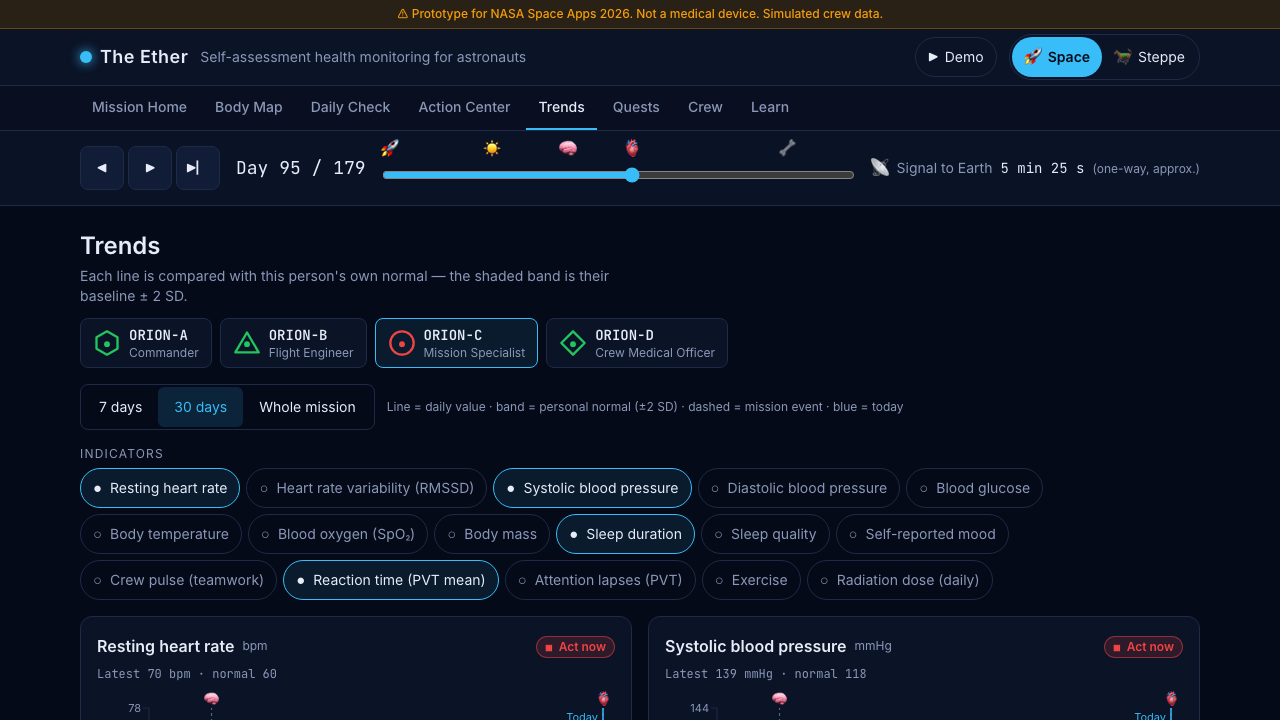 ⚠ Prototype for NASA Space Apps 2026. Not a medical device. Simulated crew data.
The Ether Self-assessment health monitoring for astronauts ▶ Demo 🚀 Space 🐎 Steppe
Mission Home Body Map Daily Check Action Center Trends Quests Crew Learn
Day 95 / 179 Signal to Earth 5 min 25 s (one-way, approx.)
Trends
Each line is compared with this person's own normal — the shaded band is their
baseline ± 2 SD.
ORION-A
Commander
ORION-B
Flight Engineer
ORION-C
Mission Specialist
ORION-D
Crew Medical Officer
7 days 30 days Whole mission Line = daily value · band = personal normal (±2 SD) · dashed = mission event · blue = today
INDICATORS
● Resting heart rate ○ Heart rate variability (RMSSD) ● Systolic blood pressure ○ Diastolic blood pressure ○ Blood glucose
○ Body temperature ○ Blood oxygen (SpO₂) ○ Body mass ● Sleep duration ○ Sleep quality ○ Self-reported mood
○ Crew pulse (teamwork) ● Reaction time (PVT mean) ○ Attention lapses (PVT) ○ Exercise ○ Radiation dose (daily)
Resting heart rate bpm ■ Act now
Latest 70 bpm · normal 60
78 Today
Systolic blood pressure mmHg ■ Act now
Latest 139 mmHg · normal 118
144 Today